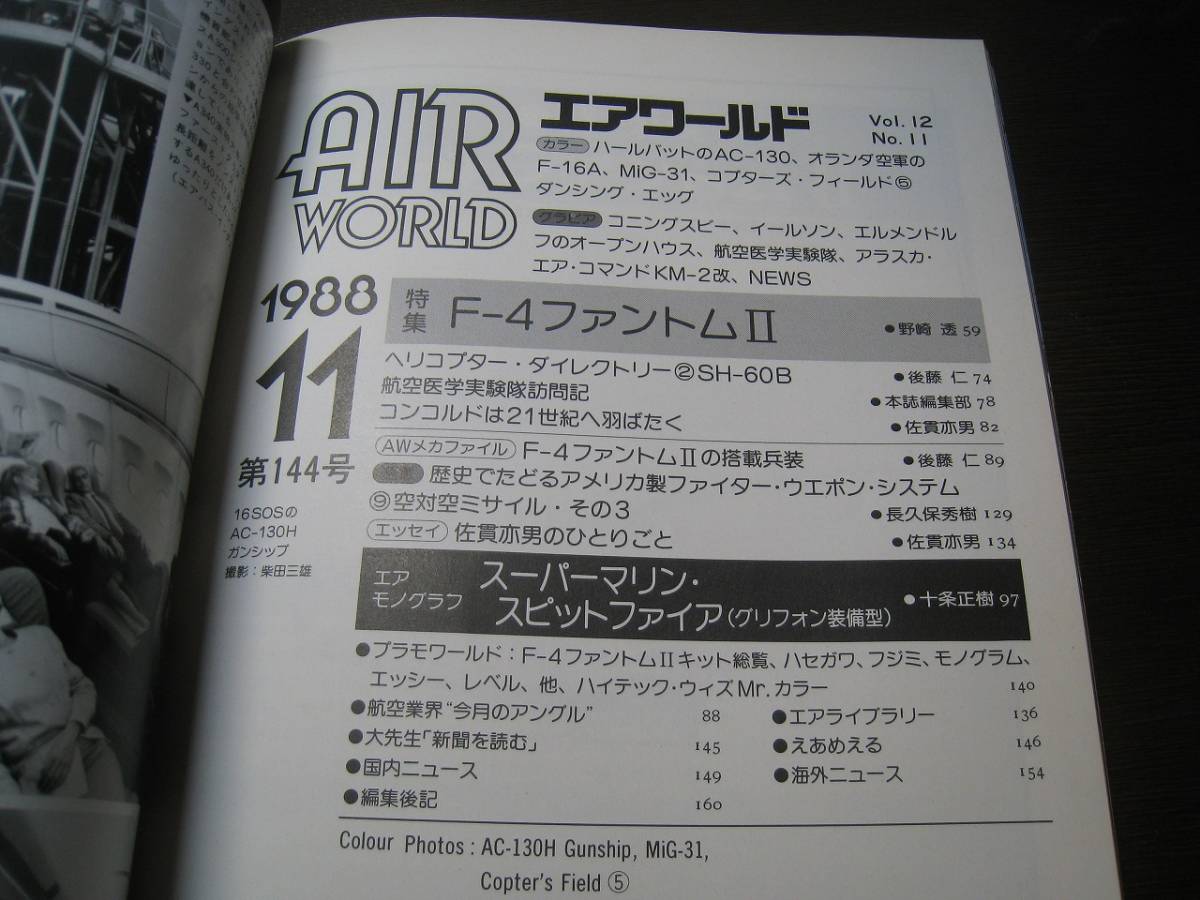 AIR
WORLD
エアワールド
Vol. 12
No. 11
カラー ハールバットのAC-130、オランダ空軍の
F-16A、MiG-31、コプターズ・フィールド⑤
ダンシング・エッグ
グラビア コニングスビー、イールソン、エルメンドル
フのオープンハウス、航空医学実験隊、アラスカ・
エア・コマンドKM-2改、NEWS
1988
11
第144号
16SOSの
AC-130H
ガンシップ
撮影：柴田三雄
特集 F-4ファントムⅡ ●野崎 透 59
ヘリコプター・ダイレクトリー②SH-60B ●後藤 仁 74
航空医学実験隊訪問記 ●本誌編集部 78
コンコルドは21世紀へ羽ばたく ●佐貫亦男 82
AWメカファイル F-4ファントムⅡの搭載兵装 ●後藤 仁 89
歴史でたどるアメリカ製ファイター・ウエポン・システム
⑨空対空ミサイル・その3 ●長久保秀樹 129
エッセイ 佐貫亦男のひとりごと ●佐貫亦男 134
エア
モノグラフ
スーパーマリン・
スピットファイア(グリフォン装備型) ●十条正樹 97
●プラモワールド：F-4ファントムⅡキット総覧、ハセガワ、フジミ、モノグラム、
エッシー、レベル、他、ハイテック・ウィズMr.カラー 140
●航空業界“今月のアングル” 88
●エアライブラリー 136
●大先生「新聞を読む」 145
●えあめえる 146
●国内ニュース 149
●海外ニュース 154
●編集後記 160
Colour Photos : AC-130H Gunship, MiG-31,
Copter's Field ⑤